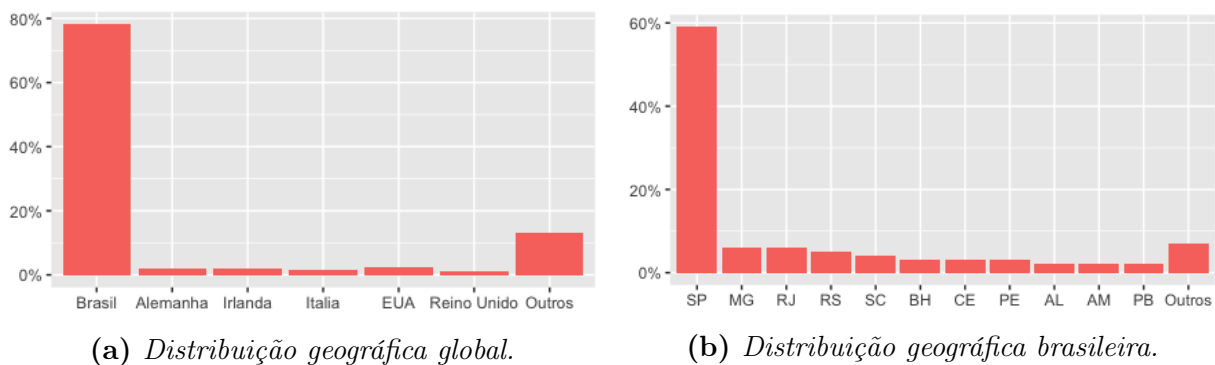 80%
60%
40%
20%
0%
Brasil Alemanha Irlanda Italia EUA Reino Unido Outros
(a) Distribuição geográfica global.
60%
40%
20%
0%
SP MG RJ RS SC BH CE PE AL AM PB Outros
(b) Distribuição geográfica brasileira.